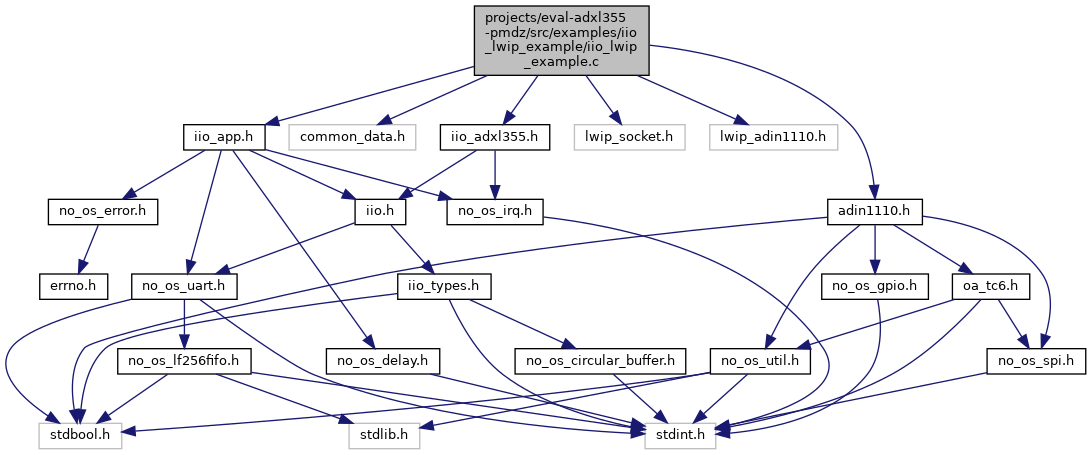 projects/eval-adxl355
-pmdz/src/examples/iio
_lwip_example/iio_lwip
_example.c
iio_app.h
common_data.h
iio_adxl355.h
lwip_socket.h
lwip_adin1110.h
no_os_error.h
iio.h
no_os_irq.h
adin1110.h
errno.h
no_os_uart.h
iio_types.h
no_os_gpio.h
oa_tc6.h
no_os_lf256fifo.h
no_os_delay.h
no_os_circular_buffer.h
no_os_util.h
no_os_spi.h
stdbool.h
stdlib.h
stdint.h